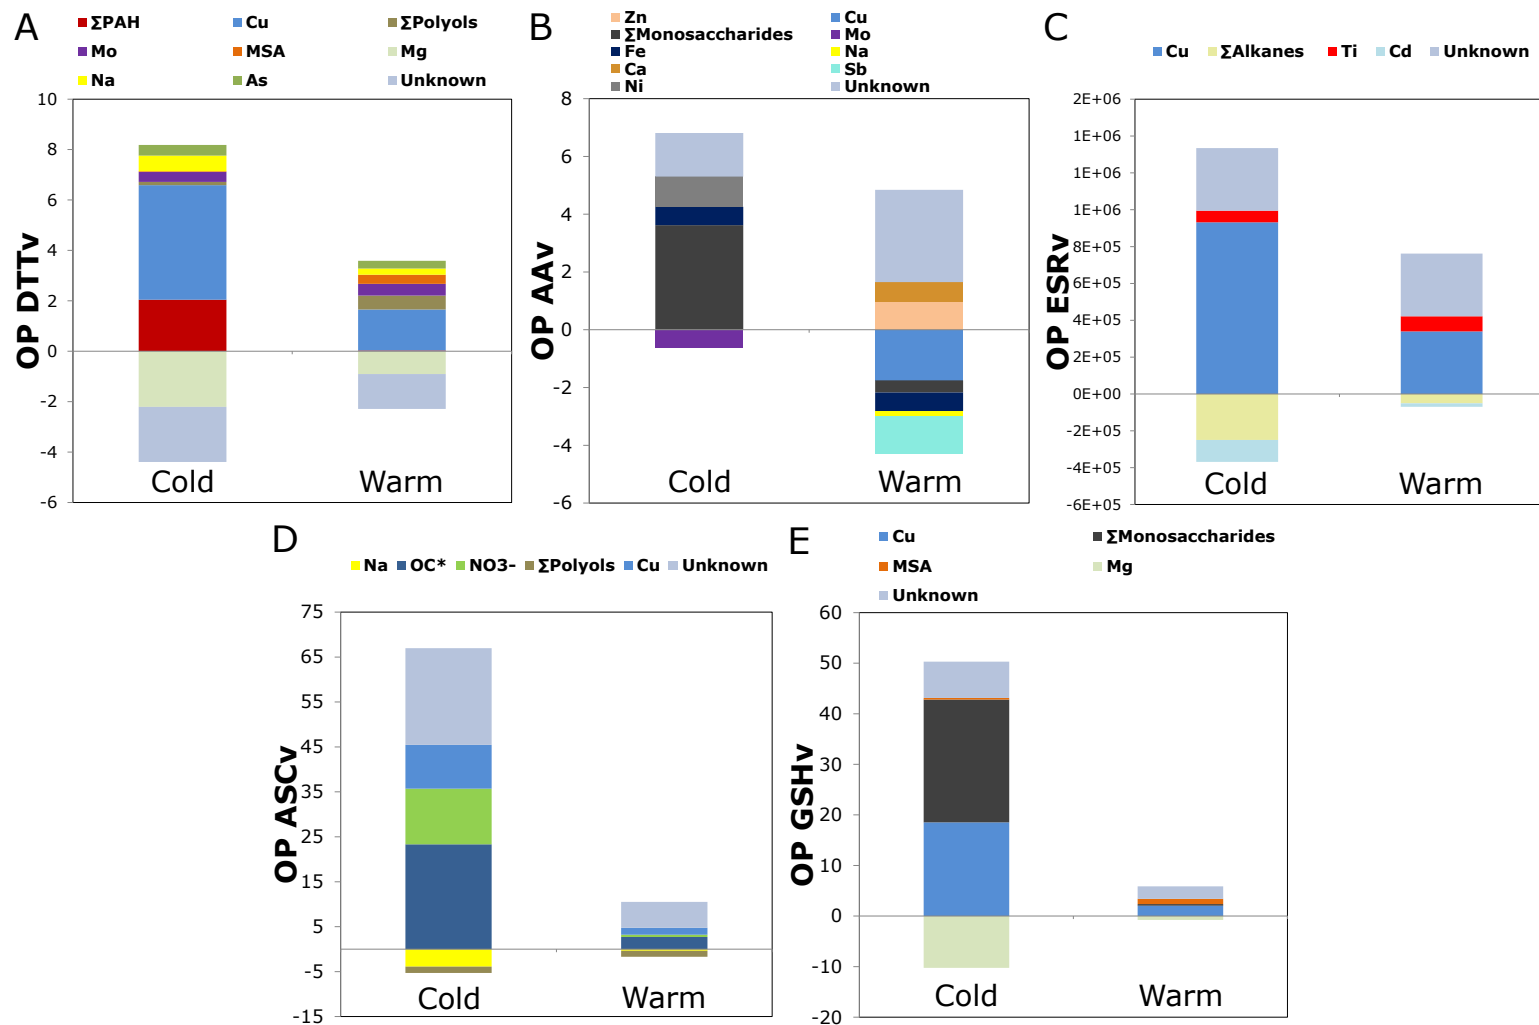 A
ΣPAH Cu ΣPolyols
Mo MSA Mg
Na As Unknown
OP DTTv
10
8
6
4
2
0
-2
-4
-6
Cold Warm
B
Zn Cu
ΣMonosaccharides Mo
Fe Na
Ca Sb
Ni Unknown
OP AAv
8
6
4
2
0
-2
-4
-6
Cold Warm
C
Cu ΣAlkanes Ti Cd Unknown
OP ESRv
2E+06
1E+06
1E+06
1E+06
8E+05
6E+05
4E+05
2E+05
0E+00
-2E+05
-4E+05
-6E+05
Cold Warm
D
Na OC* NO3- ΣPolyols Cu Unknown
OP ASCv
75
65
55
45
35
25
15
5
-5
-15
Cold Warm
E
Cu ΣMonosaccharides
MSA Mg
Unknown
OP GSHv
60
50
40
30
20
10
0
-10
-20
Cold Warm